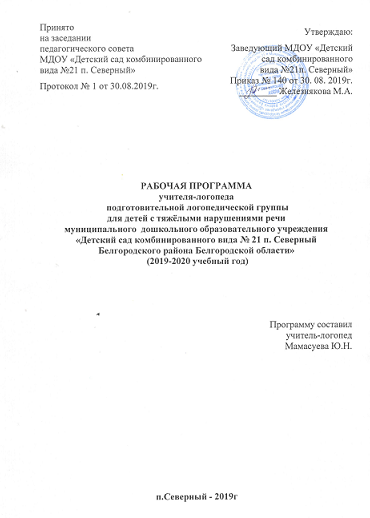 Принято
на заседании
педагогического совета
МДОУ «Детский сад комбинированного
вида №21 п. Северный»
Протокол № 1 от 30.08.2019г.
Утверждаю:
Заведующий МДОУ «Детский
сад комбинированного
вида №21п. Северный»
Приказ № 140 от 30. 08. 2019г.
Железнякова М.А.
РАБОЧАЯ ПРОГРАММА
учителя-логопеда
подготовительной логопедической группы
для детей с тяжёлыми нарушениями речи
муниципального дошкольного образовательного учреждения
«Детский сад комбинированного вида № 21 п. Северный
Белгородского района Белгородской области»
(2019-2020 учебный год)
Программу составил
учитель-логопед
Мамасуева Ю.Н.
п.Северный - 2019г